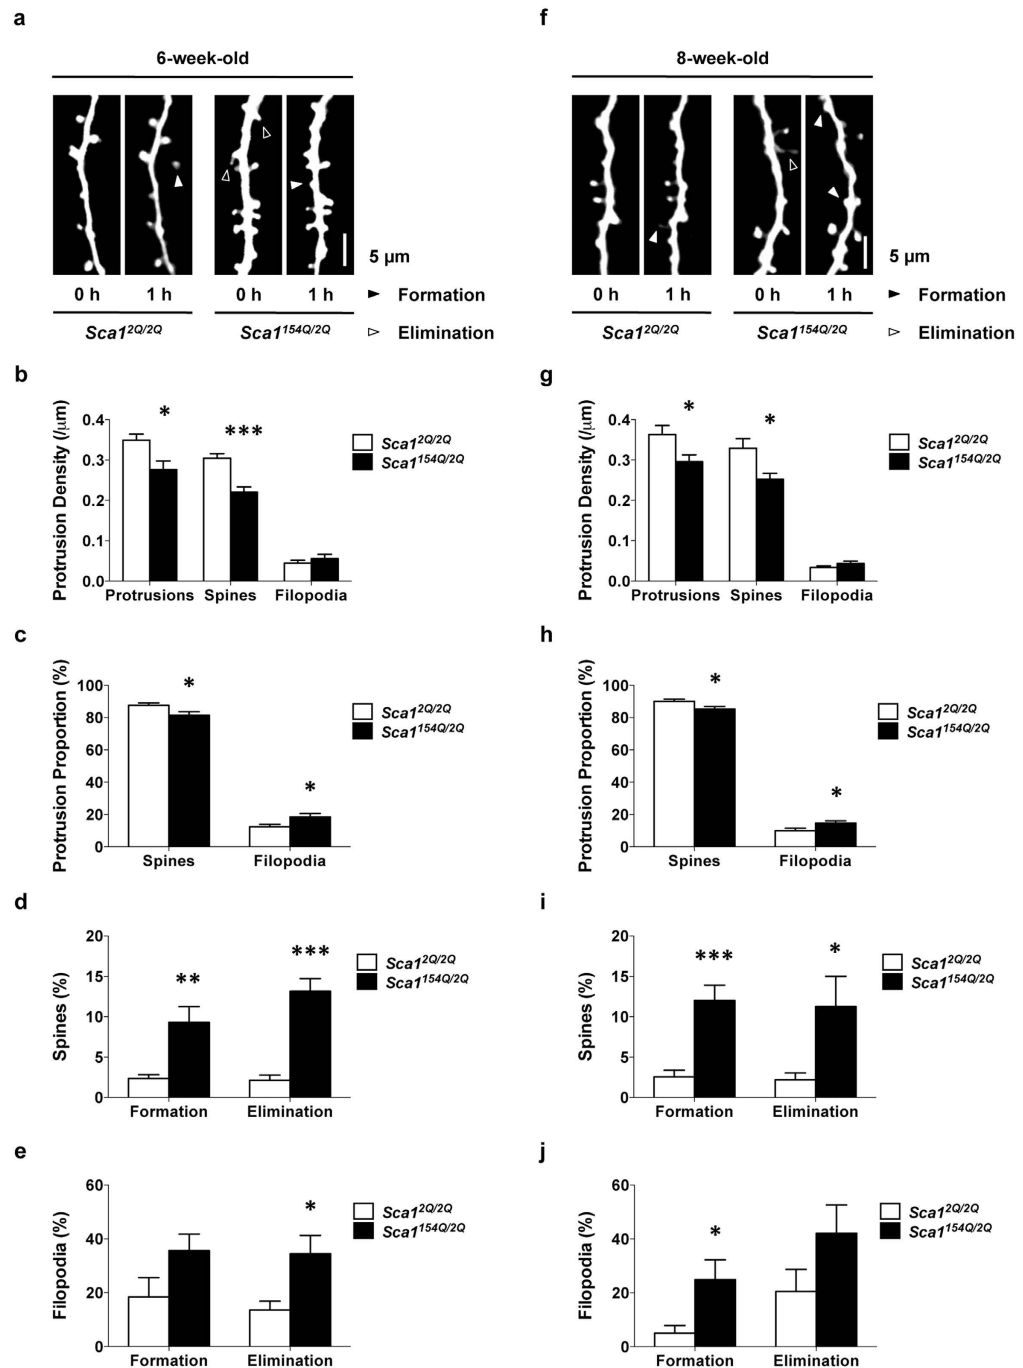 a
6-week-old
5 µm
0 h 1 h 0 h 1 h
Formation
Sca1^2Q/2Q Sca1^154Q/2Q
Elimination
b
Protrusion Density (/µm)
0.4
0.3
0.2
0.1
0.0
* ***
Sca1^2Q/2Q
Sca1^154Q/2Q
Protrusions Spines Filopodia
c
Protrusion Proportion (%)
100
80
60
40
20
0
* *
Sca1^2Q/2Q
Sca1^154Q/2Q
Spines Filopodia
d
Spines (%)
20
15
10
5
0
** ***
Sca1^2Q/2Q
Sca1^154Q/2Q
Formation Elimination
e
Filopodia (%)
60
40
20
0
*
Sca1^2Q/2Q
Sca1^154Q/2Q
Formation Elimination
f
8-week-old
5 µm
0 h 1 h 0 h 1 h
Formation
Sca1^2Q/2Q Sca1^154Q/2Q
Elimination
g
Protrusion Density (/µm)
0.4
0.3
0.2
0.1
0.0
* *
Sca1^2Q/2Q
Sca1^154Q/2Q
Protrusions Spines Filopodia
h
Protrusion Proportion (%)
100
80
60
40
20
0
* *
Sca1^2Q/2Q
Sca1^154Q/2Q
Spines Filopodia
i
Spines (%)
20
15
10
5
0
*** *
Sca1^2Q/2Q
Sca1^154Q/2Q
Formation Elimination
j
Filopodia (%)
60
40
20
0
*
Sca1^2Q/2Q
Sca1^154Q/2Q
Formation Elimination